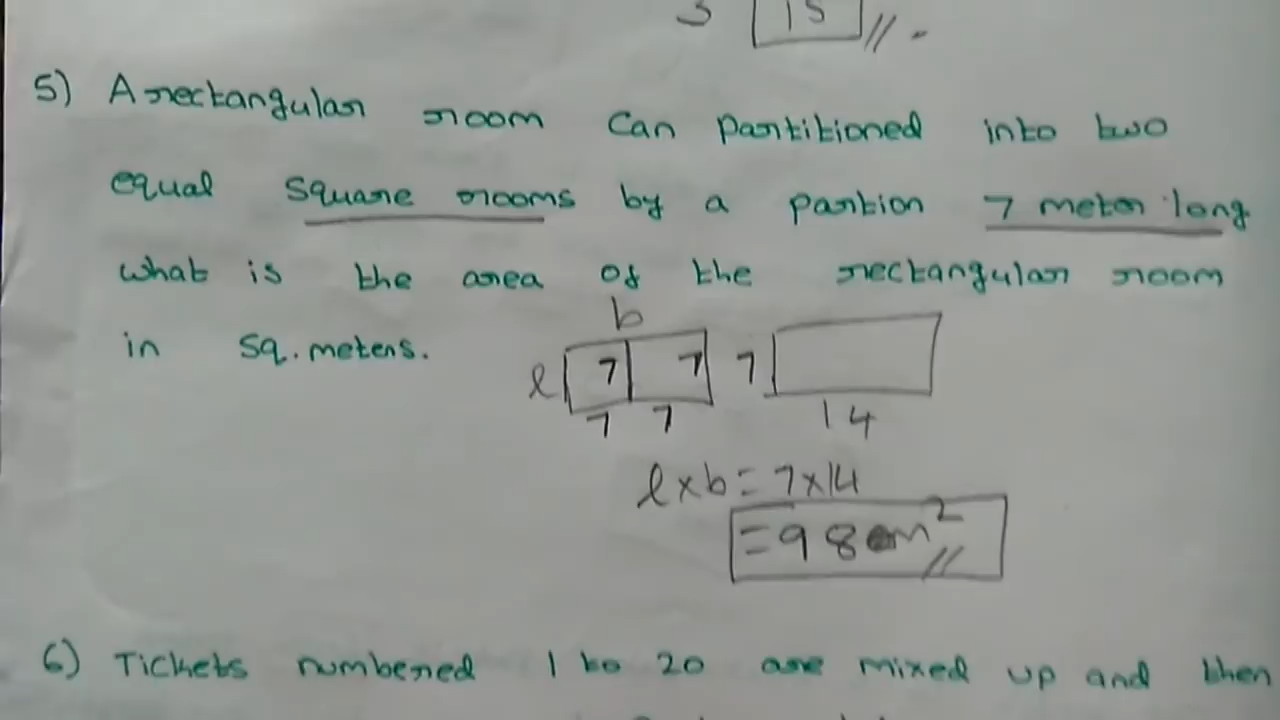 3 15 //
5) A rectangular room can partitioned into two
equal square rooms by a partion 7 meter long
what is the area of the rectangular room
in sq. meters.
b
l 7 7 7
7 7 14
l x b = 7 x 14
= 98 m² //
6) Tickets numbered 1 to 20 are mixed up and then